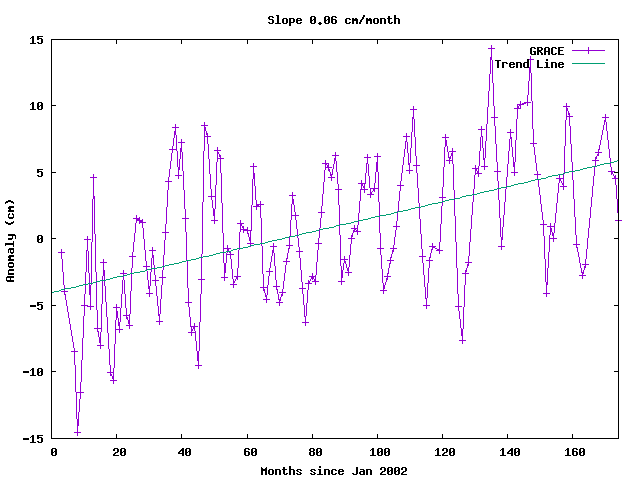 Slope 0.06 cm/month
GRACE
Trend Line
15
10
5
0
-5
-10
-15
Anomaly (cm)
0 20 40 60 80 100 120 140 160
Months since Jan 2002